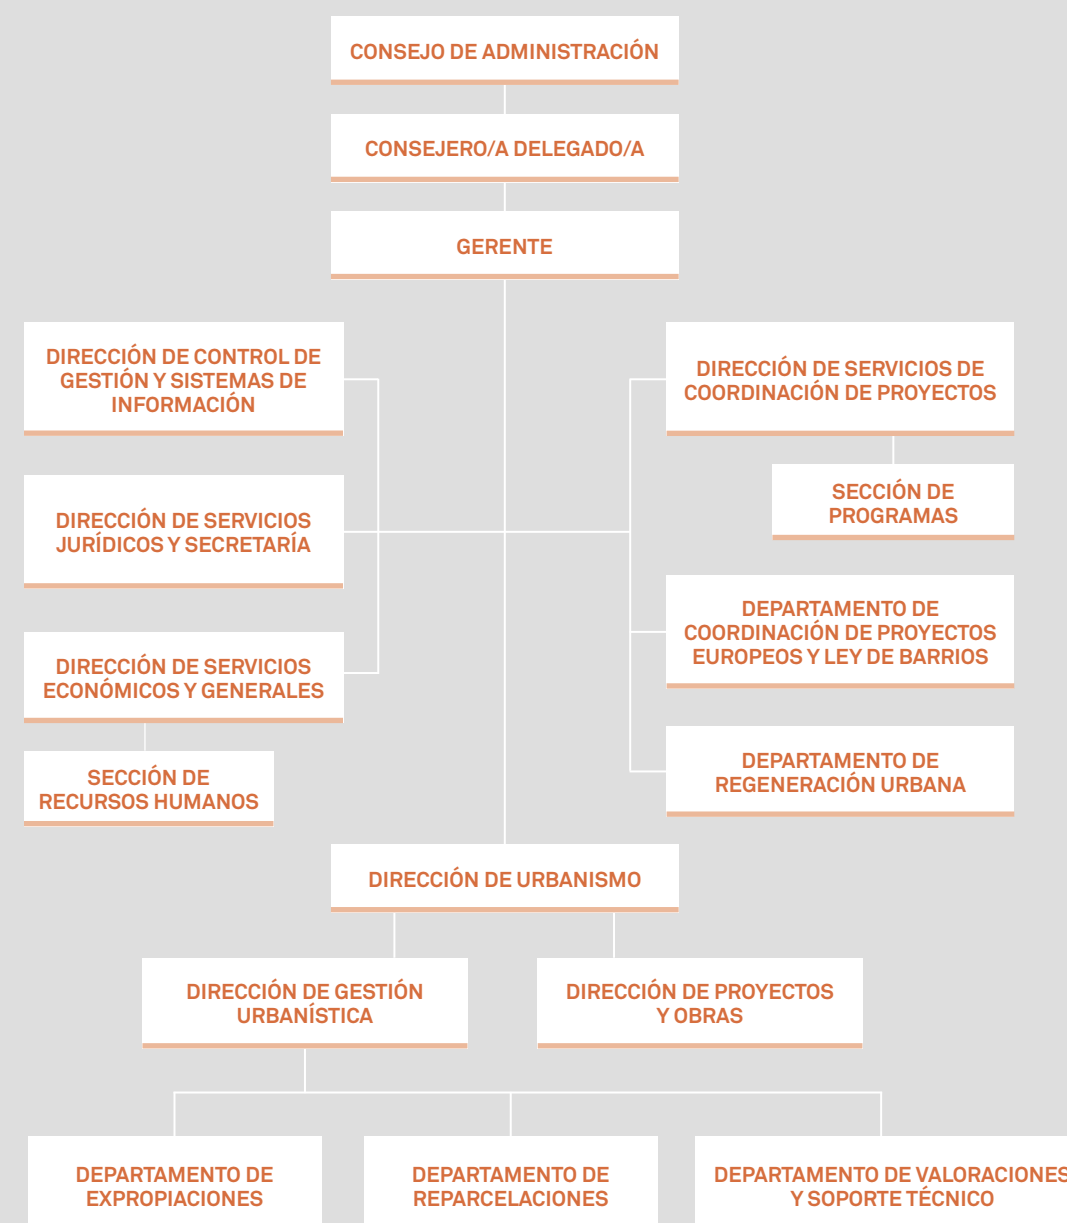 CONSEJO DE ADMINISTRACIÓN
CONSEJERO/A DELEGADO/A
GERENTE
DIRECCIÓN DE CONTROL DE
GESTIÓN Y SISTEMAS DE
INFORMACIÓN
DIRECCIÓN DE SERVICIOS
JURÍDICOS Y SECRETARÍA
DIRECCIÓN DE SERVICIOS
ECONÓMICOS Y GENERALES
SECCIÓN DE
RECURSOS HUMANOS
DIRECCIÓN DE SERVICIOS DE
COORDINACIÓN DE PROYECTOS
SECCIÓN DE
PROGRAMAS
DEPARTAMENTO DE
COORDINACIÓN DE PROYECTOS
EUROPEOS Y LEY DE BARRIOS
DEPARTAMENTO DE
REGENERACIÓN URBANA
DIRECCIÓN DE URBANISMO
DIRECCIÓN DE GESTIÓN
URBANÍSTICA
DIRECCIÓN DE PROYECTOS
Y OBRAS
DEPARTAMENTO DE
EXPROPIACIONES
DEPARTAMENTO DE
REPARCELACIONES
DEPARTAMENTO DE VALORACIONES
Y SOPORTE TÉCNICO